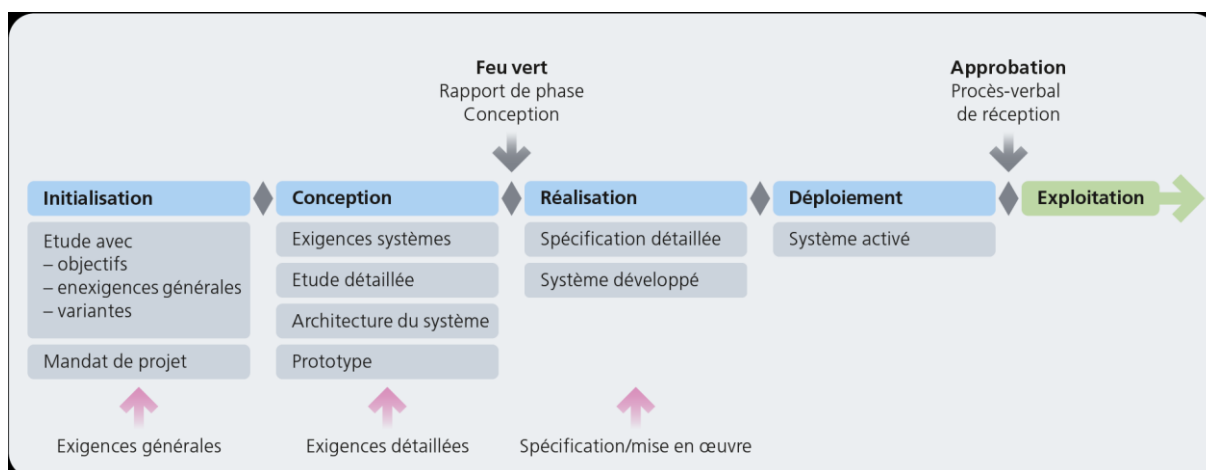 Feu vert
Rapport de phase
Conception
Approbation
Procès-verbal
de réception
Initialisation
Conception
Réalisation
Déploiement
Exploitation
Etude avec
– objectifs
– enexigences générales
– variantes
Mandat de projet
Exigences systèmes
Etude détaillée
Architecture du système
Prototype
Spécification détaillée
Système développé
Système activé
Exigences générales
Exigences détaillées
Spécification/mise en œuvre